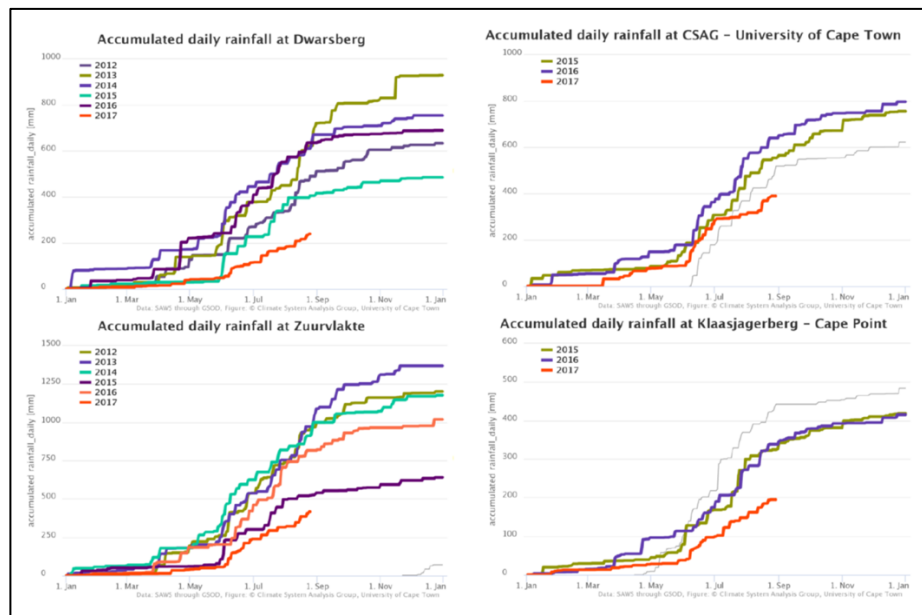 Accumulated daily rainfall at Dwarsberg
accumulated rainfall_daily [mm]
1000
800
600
400
200
0
2012
2013
2014
2015
2016
2017
1. Jan
1. Mar
1. May
1. Jul
1. Sep
1. Nov
1. Jan
Data: SAWS through GSOD, Figure: © Climate System Analysis Group, University of Cape Town
Accumulated daily rainfall at CSAG - University of Cape Town
accumulated rainfall_daily [mm]
800
600
400
200
0
2015
2016
2017
1. Jan
1. Mar
1. May
1. Jul
1. Sep
1. Nov
1. Jan
Data: SAWS through GSOD, Figure: © Climate System Analysis Group, University of Cape Town
Accumulated daily rainfall at Zuurvlakte
accumulated rainfall_daily [mm]
1500
1250
1000
750
500
250
0
2012
2013
2014
2015
2016
2017
1. Jan
1. Mar
1. May
1. Jul
1. Sep
1. Nov
1. Jan
Data: SAWS through GSOD, Figure: © Climate System Analysis Group, University of Cape Town
Accumulated daily rainfall at Klaasjagerberg - Cape Point
accumulated rainfall_daily [mm]
600
500
400
300
200
100
0
2015
2016
2017
1. Jan
1. Mar
1. May
1. Jul
1. Sep
1. Nov
1. Jan
Data: SAWS through GSOD, Figure: © Climate System Analysis Group, University of Cape Town